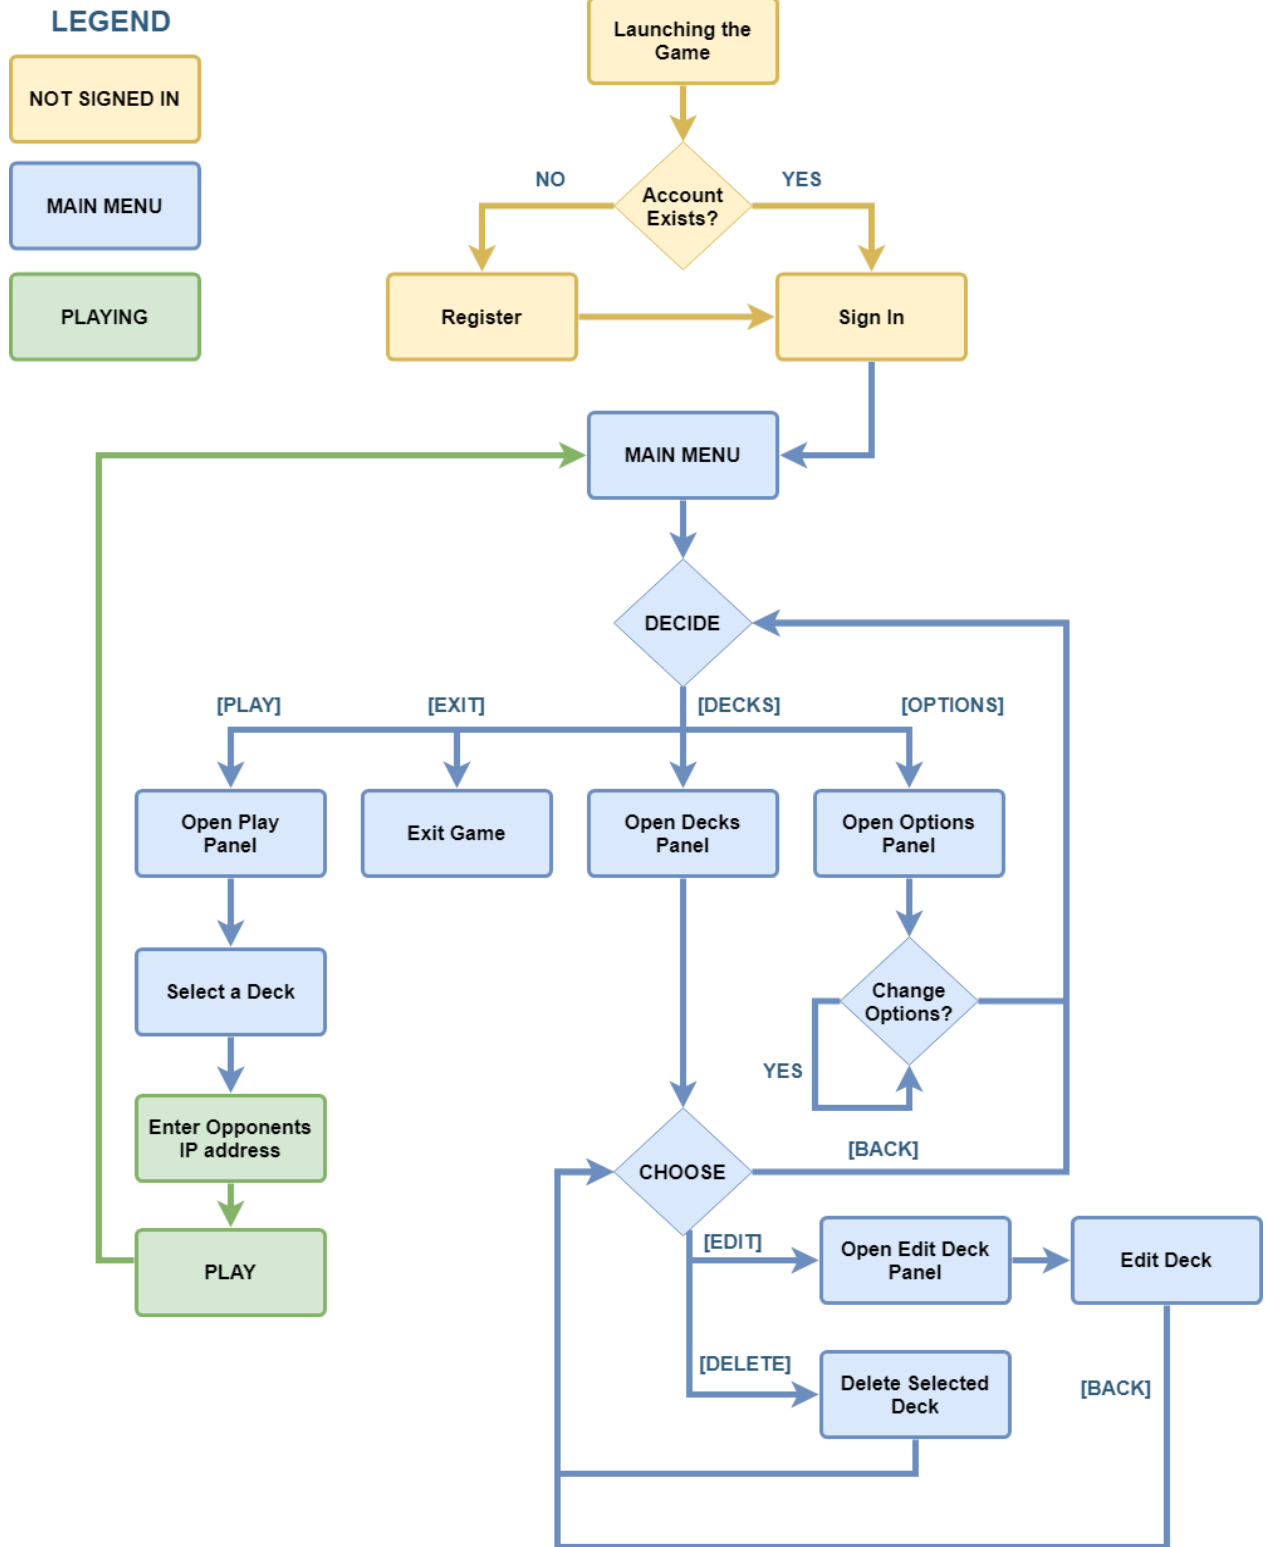 LEGEND
NOT SIGNED IN
MAIN MENU
PLAYING
Launching the
Game
Account
Exists?
NO
YES
Register
Sign In
MAIN MENU
DECIDE
[PLAY]
[EXIT]
[DECKS]
[OPTIONS]
Open Play
Panel
Exit Game
Open Decks
Panel
Open Options
Panel
Select a Deck
Change
Options?
YES
Enter Opponents
IP address
PLAY
CHOOSE
[BACK]
[EDIT]
Open Edit Deck
Panel
Edit Deck
[DELETE]
Delete Selected
Deck
[BACK]